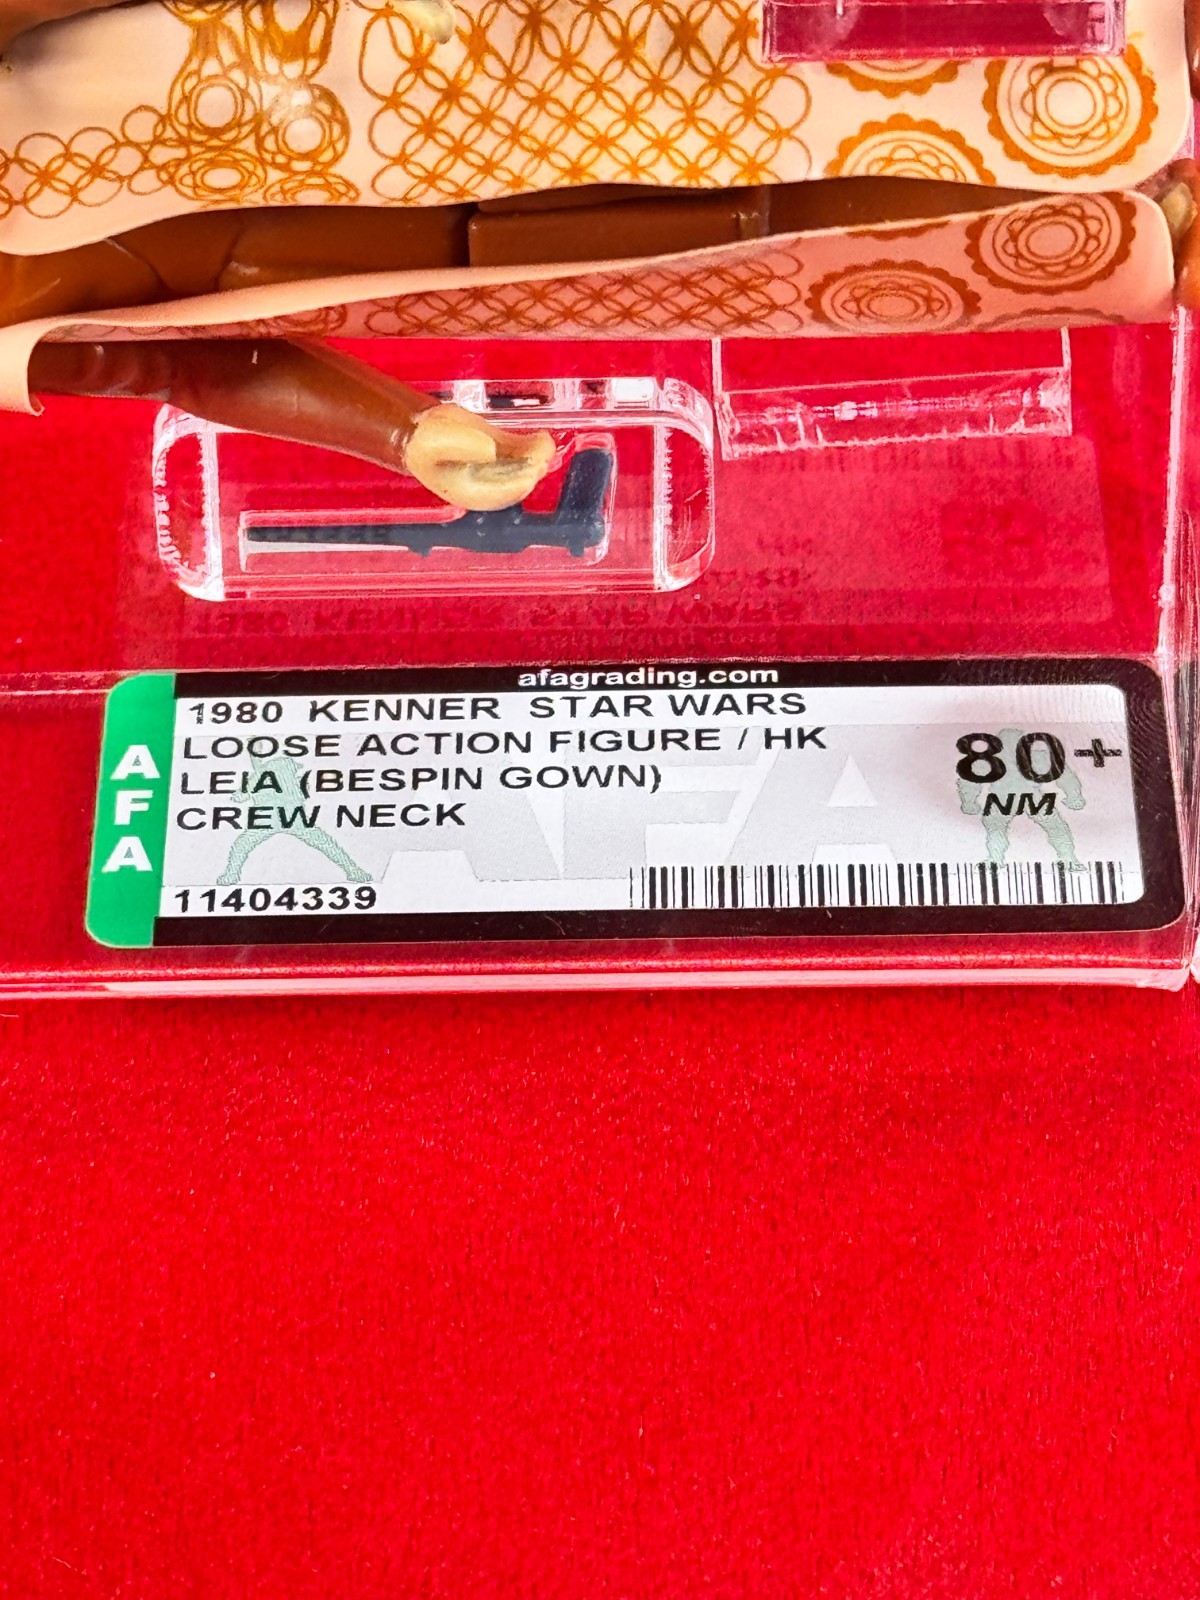 afagrading.com
AFA
1980 KENNER STAR WARS
LOOSE ACTION FIGURE / HK
LEIA (BESPIN GOWN)
CREW NECK
80+
NM
11404339